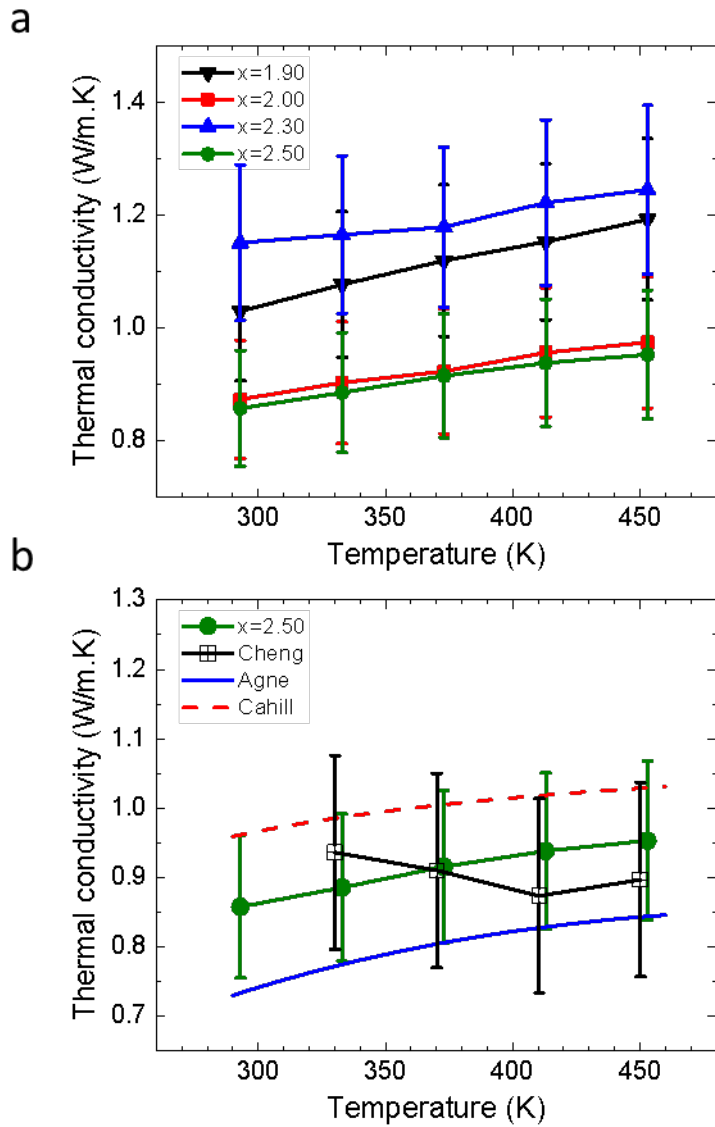 a
x=1.90
x=2.00
x=2.30
x=2.50
1.4
1.2
1.0
0.8
Thermal conductivity (W/m.K)
300 350 400 450
Temperature (K)
b
x=2.50
Cheng
Agne
Cahill
1.3
1.2
1.1
1.0
0.9
0.8
0.7
Thermal conductivity (W/m.K)
300 350 400 450
Temperature (K)